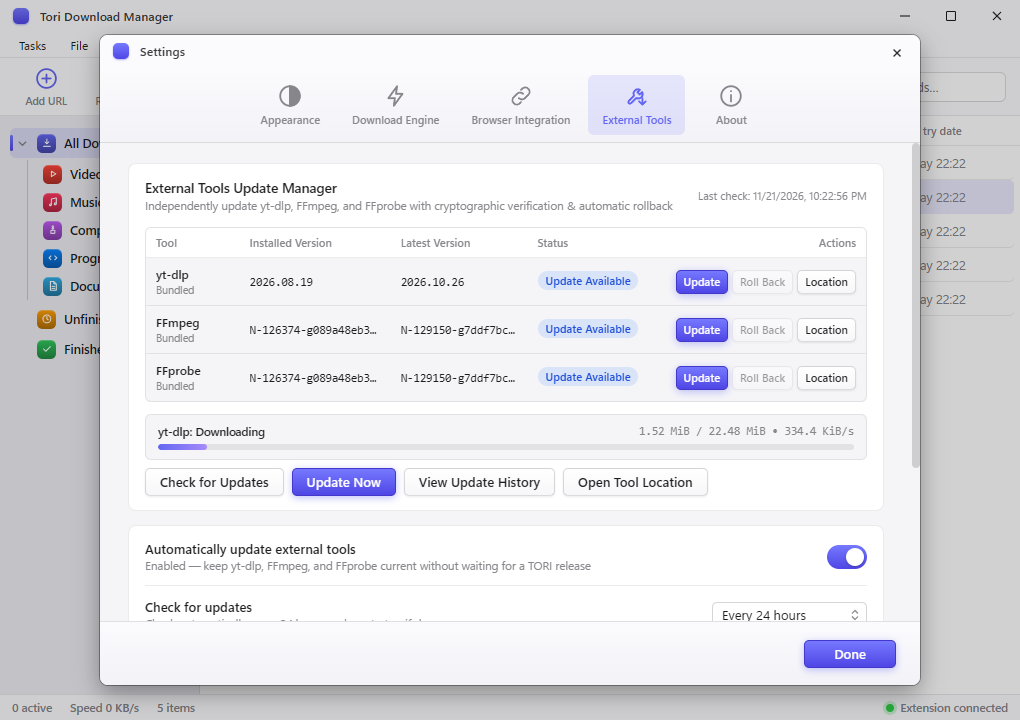 Tori Download Manager
Tasks File
Settings
Add URL
Appearance Download Engine Browser Integration External Tools About
try date
All Do
External Tools Update Manager
Independently update yt-dlp, FFmpeg, and FFprobe with cryptographic verification & automatic rollback
Last check: 11/21/2026, 10:22:56 PM
Tool Installed Version Latest Version Status Actions
yt-dlp
Bundled
2026.08.19 2026.10.26 Update Available Update Roll Back Location
FFmpeg
Bundled
N-126374-g089a48eb3… N-129150-g7ddf7bc… Update Available Update Roll Back Location
FFprobe
Bundled
N-126374-g089a48eb3… N-129150-g7ddf7bc… Update Available Update Roll Back Location
Video
Music
Comp
Progr
Docu
Unfini
Finishe
ay 22:22
ay 22:22
ay 22:22
ay 22:22
ay 22:22
yt-dlp: Downloading 1.52 MiB / 22.48 MiB • 334.4 KiB/s
Check for Updates Update Now View Update History Open Tool Location
Automatically update external tools
Enabled — keep yt-dlp, FFmpeg, and FFprobe current without waiting for a TORI release
Check for updates
Every 24 hours
Done
0 active Speed 0 KB/s 5 items Extension connected